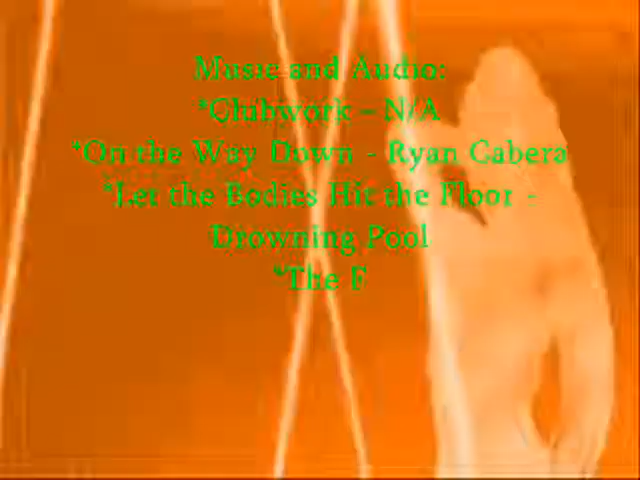 Music and Audio:
*Clubwork - N/A
*On the Way Down - Ryan Cabera
*Let the Bodies Hit the Floor -
Drowning Pool
*The F